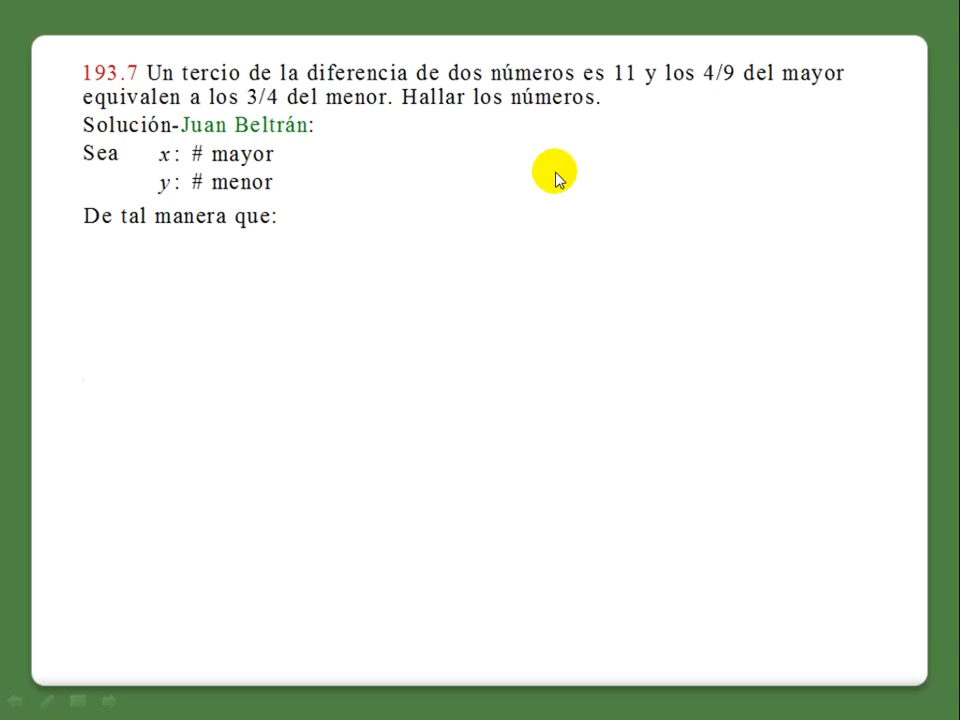 193.7 Un tercio de la diferencia de dos números es 11 y los 4/9 del mayor
equivalen a los 3/4 del menor. Hallar los números.
Solución-Juan Beltrán:
Sea x: # mayor
y: # menor
De tal manera que: